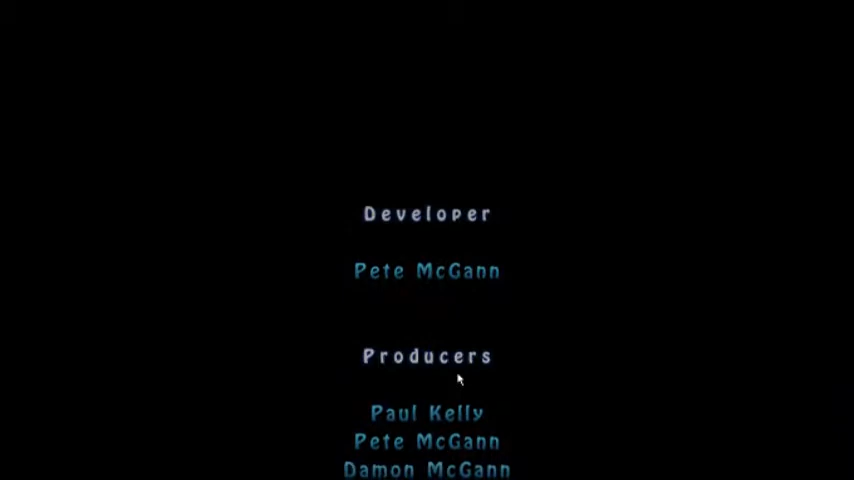 Developer
Pete McGann
Producers
Paul Kelly
Pete McGann
Damon McGann